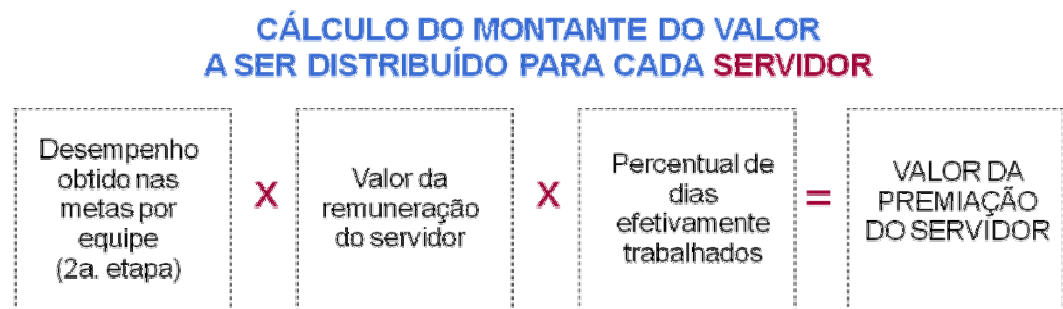 CÁLCULO DO MONTANTE DO VALOR
A SER DISTRIBUÍDO PARA CADA SERVIDOR
Desempenho
obtido nas
metas por
equipe
(2a. etapa)
X
Valor da
remuneração
do servidor
X
Percentual de
dias
efetivamente
trabalhados
=
VALOR DA
PREMIAÇÃO
DO SERVIDOR